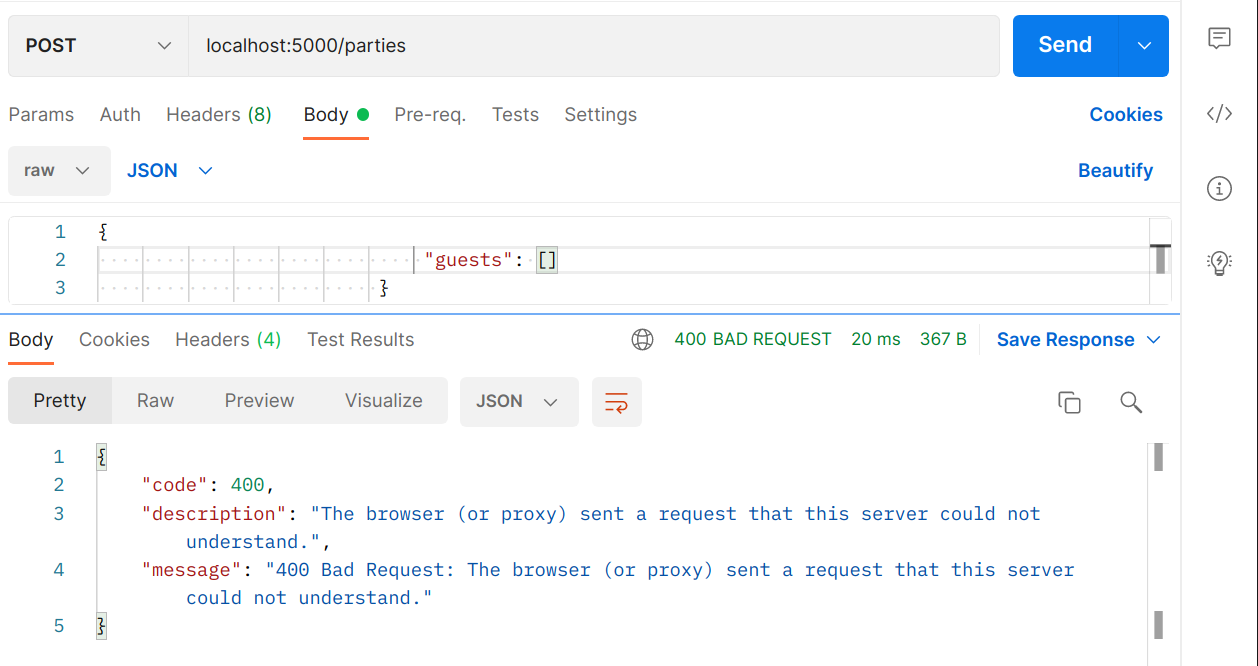 POST localhost:5000/parties Send
Params Auth Headers (8) Body Pre-req. Tests Settings Cookies
raw JSON Beautify
1 {
2 "guests": []
3 }
Body Cookies Headers (4) Test Results 400 BAD REQUEST 20 ms 367 B Save Response
Pretty Raw Preview Visualize JSON
1 {
2 "code": 400,
3 "description": "The browser (or proxy) sent a request that this server could not
understand.",
4 "message": "400 Bad Request: The browser (or proxy) sent a request that this server
could not understand."
5 }